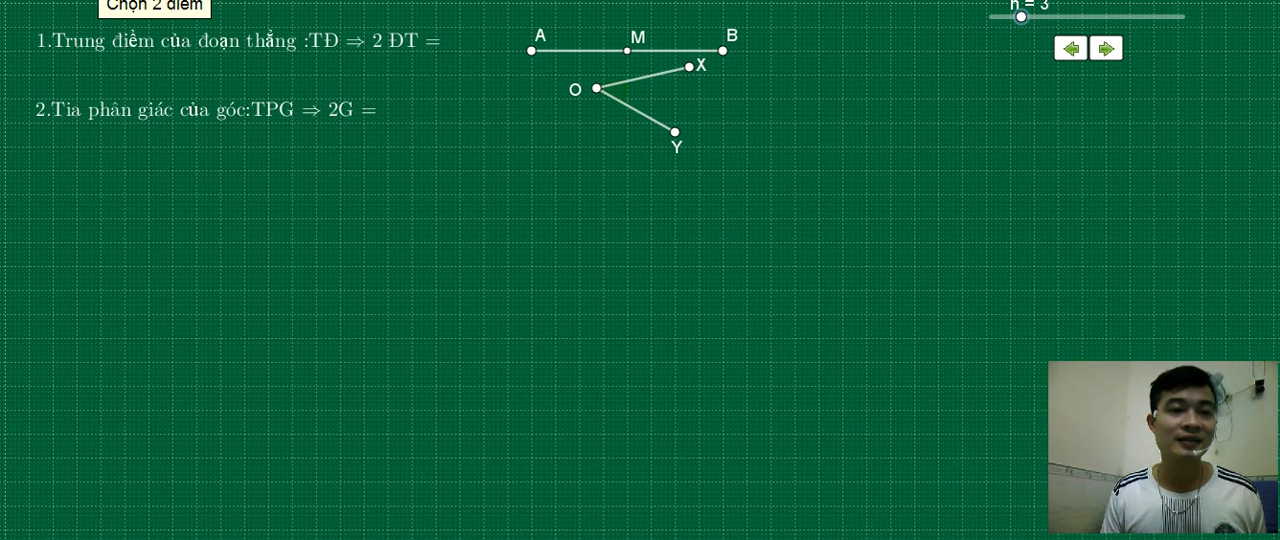 Chọn 2 điểm
n = 3
1.Trung điểm của đoạn thẳng :TĐ ⇒ 2 ĐT =
A
M
B
X
O
2.Tia phân giác của góc:TPG ⇒ 2G =
Y